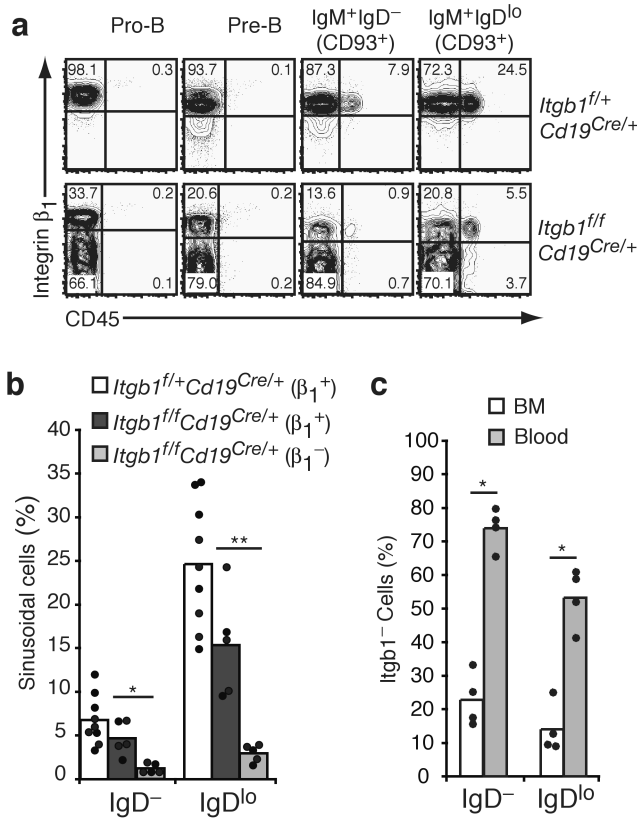 a
Pro-B Pre-B IgM⁺IgD⁻ (CD93⁺) IgM⁺IgDˡᵒ (CD93⁺)
98.1 0.3 93.7 0.1 87.3 7.9 72.3 24.5
Itgb1ᶠ/⁺
Cd19ᶜʳᵉ/⁺
33.7 0.2 20.6 0.2 13.6 0.9 20.8 5.5
Itgb1ᶠ/ᶠ
Cd19ᶜʳᵉ/⁺
66.1 0.1 79.0 0.2 84.9 0.7 70.1 3.7
Integrin β₁
CD45
b
Itgb1ᶠ/⁺Cd19ᶜʳᵉ/⁺ (β₁⁺)
Itgb1ᶠ/ᶠCd19ᶜʳᵉ/⁺ (β₁⁺)
Itgb1ᶠ/ᶠCd19ᶜʳᵉ/⁺ (β₁⁻)
Sinusoidal cells (%)
40
35
30
25
20
15
10
5
0
*
**
IgD⁻ IgDˡᵒ
c
BM
Blood
Itgb1⁻ Cells (%)
100
90
80
70
60
50
40
30
20
10
0
*
*
IgD⁻ IgDˡᵒ